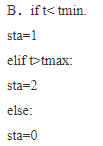 B. if t< tmin.
sta=1
elif t>tmax:
sta=2
else:
sta=0